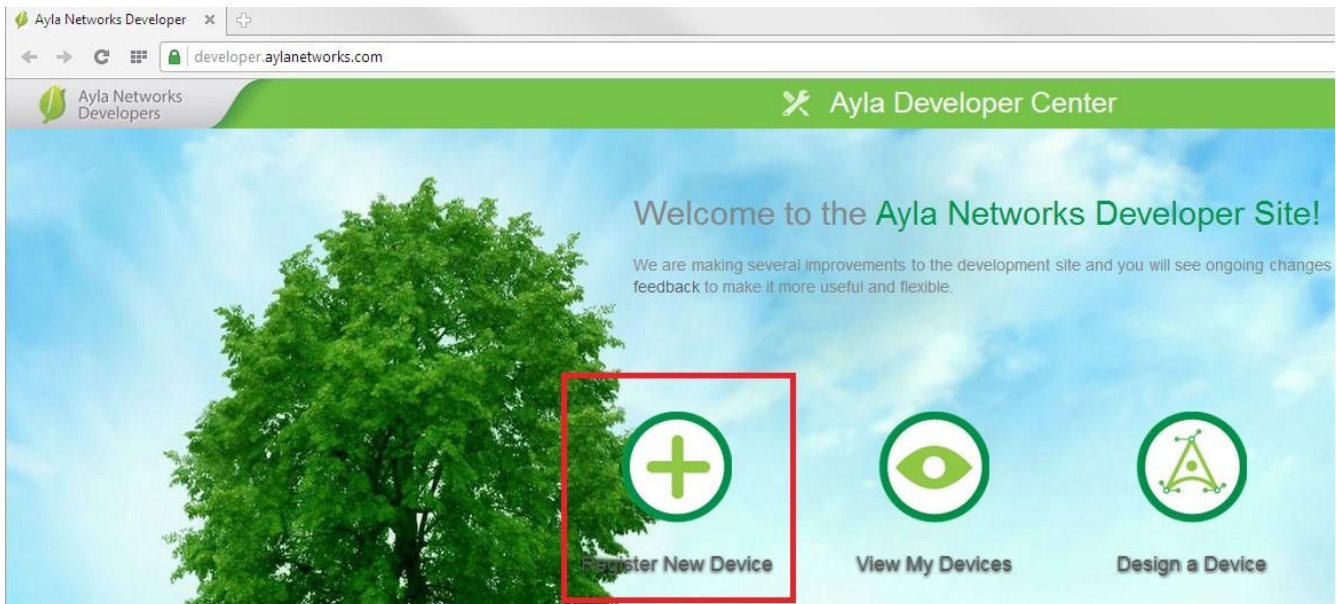 Ayla Networks Developer
developer.aylanetworks.com
Ayla Networks
Developers
Ayla Developer Center
Welcome to the Ayla Networks Developer Site!
We are making several improvements to the development site and you will see ongoing changes
feedback to make it more useful and flexible.
Register New Device
View My Devices
Design a Device